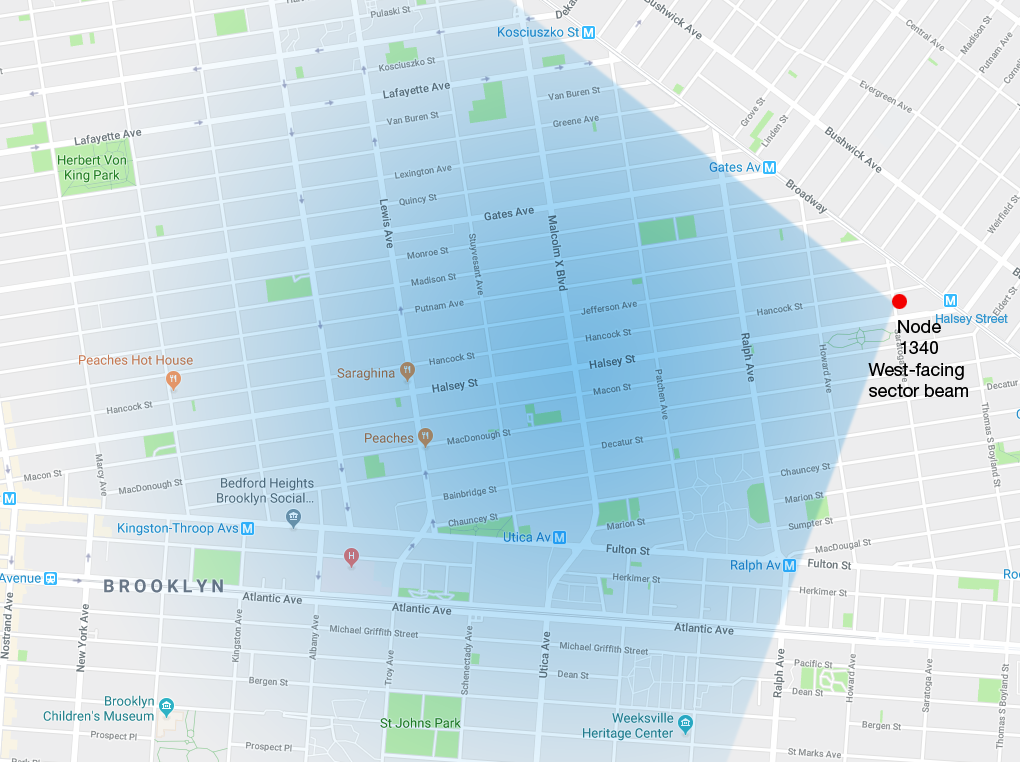 Pulaski St
Kosciuszko St
Bushwick Ave
Central Ave
Madison St
Putnam Ave
Kosciuszko St
Lafayette Ave
Van Buren St
Evergreen Ave
Van Buren St
Greene Ave
Grove St
Linden St
Lafayette Ave
Bushwick Ave
Herbert Von
King Park
Lexington Ave
Gates Av
Quincy St
Broadway
Weirfield St
Lewis Ave
Gates Ave
Malcolm X Blvd
Stuyvesant Ave
Monroe St
Madison St
Putnam Ave
Jefferson Ave
Hancock St
Eldert St
Halsey Street
Node
1340
West-facing
sector beam
Hancock St
Ralph Ave
Howard Ave
Peaches Hot House
Saraghina
Hancock St
Halsey St
Halsey St
Macon St
Patchen Ave
Decatur
Hancock St
Thomas S Boyland St
Peaches
MacDonough St
Decatur St
Macon St
Marcy Ave
MacDonough St
Bedford Heights
Brooklyn Social...
Bainbridge St
Chauncey St
Marion St
Kingston-Throop Avs
Chauncey St
Utica Av
Marion St
Sumpter St
Fulton St
MacDougal St
Ralph Av
Fulton St
Avenue
BROOKLYN
Herkimer St
Herkimer St
Nostrand Ave
New York Ave
Atlantic Ave
Atlantic Ave
Atlantic Ave
Kingston Ave
Albany Ave
Michael Griffith St
Troy Ave
Schenectady Ave
Utica Ave
Michael Griffith St
Dean St
Bergen St
Ralph Ave
Pacific St
Dean St
Howard Ave
Saratoga Ave
Thomas S Boyland St
Bergen St
Brooklyn
Children's Museum
St Johns Park
Weeksville
Heritage Center
Prospect Pl
Prospect Pl
St Marks Ave